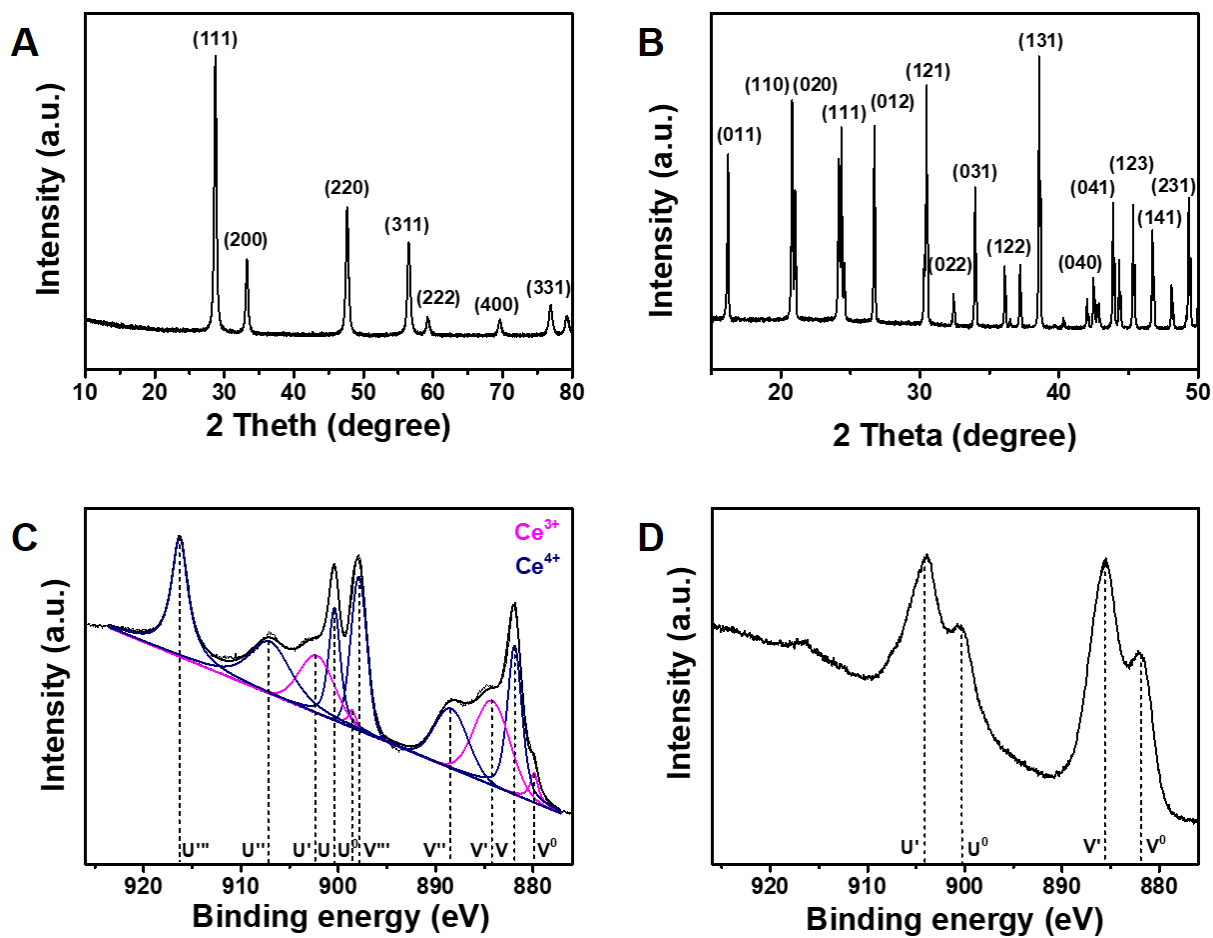 A
(111)
(200)
(220)
(311)
(222)
(400)
(331)
Intensity (a.u.)
10 20 30 40 50 60 70 80
2 Theth (degree)
B
(011)
(110) (020)
(111)
(012)
(121)
(022)
(031)
(122)
(131)
(040)
(041)
(123)
(141)
(231)
Intensity (a.u.)
20 30 40 50
2 Theta (degree)
C
Ce3+
Ce4+
Intensity (a.u.)
U''' U'' U' U U0 V''' V'' V' V V0
920 910 900 890 880
Binding energy (eV)
D
Intensity (a.u.)
U' U0 V' V0
920 910 900 890 880
Binding energy (eV)